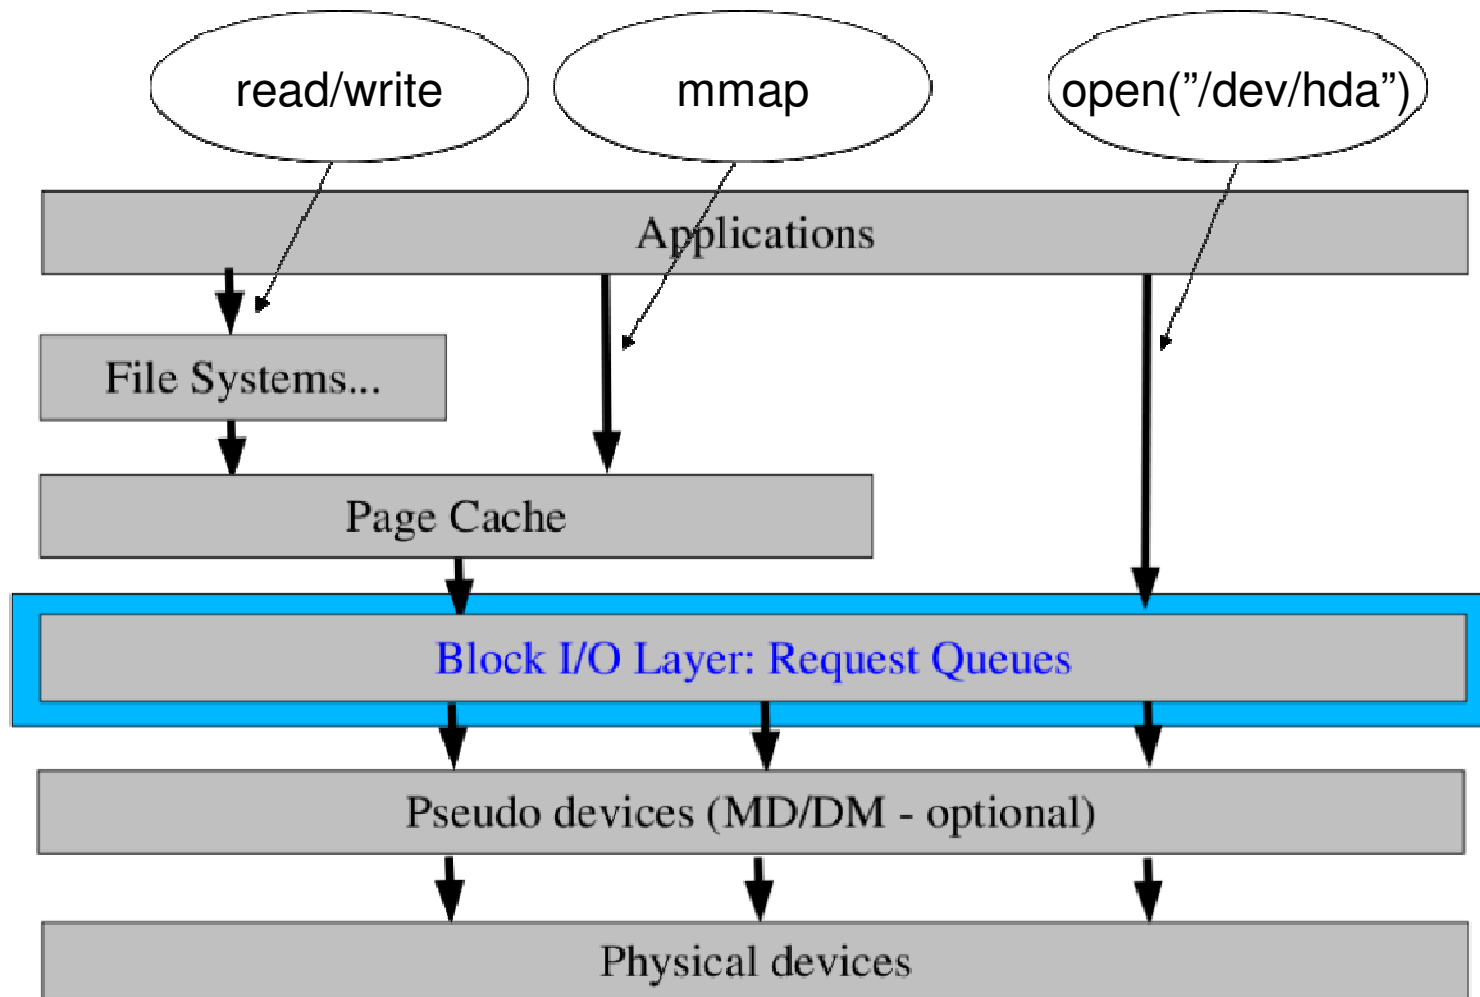 read/write
mmap
open(”/dev/hda”)
Applications
File Systems...
Page Cache
Block I/O Layer: Request Queues
Pseudo devices (MD/DM - optional)
Physical devices